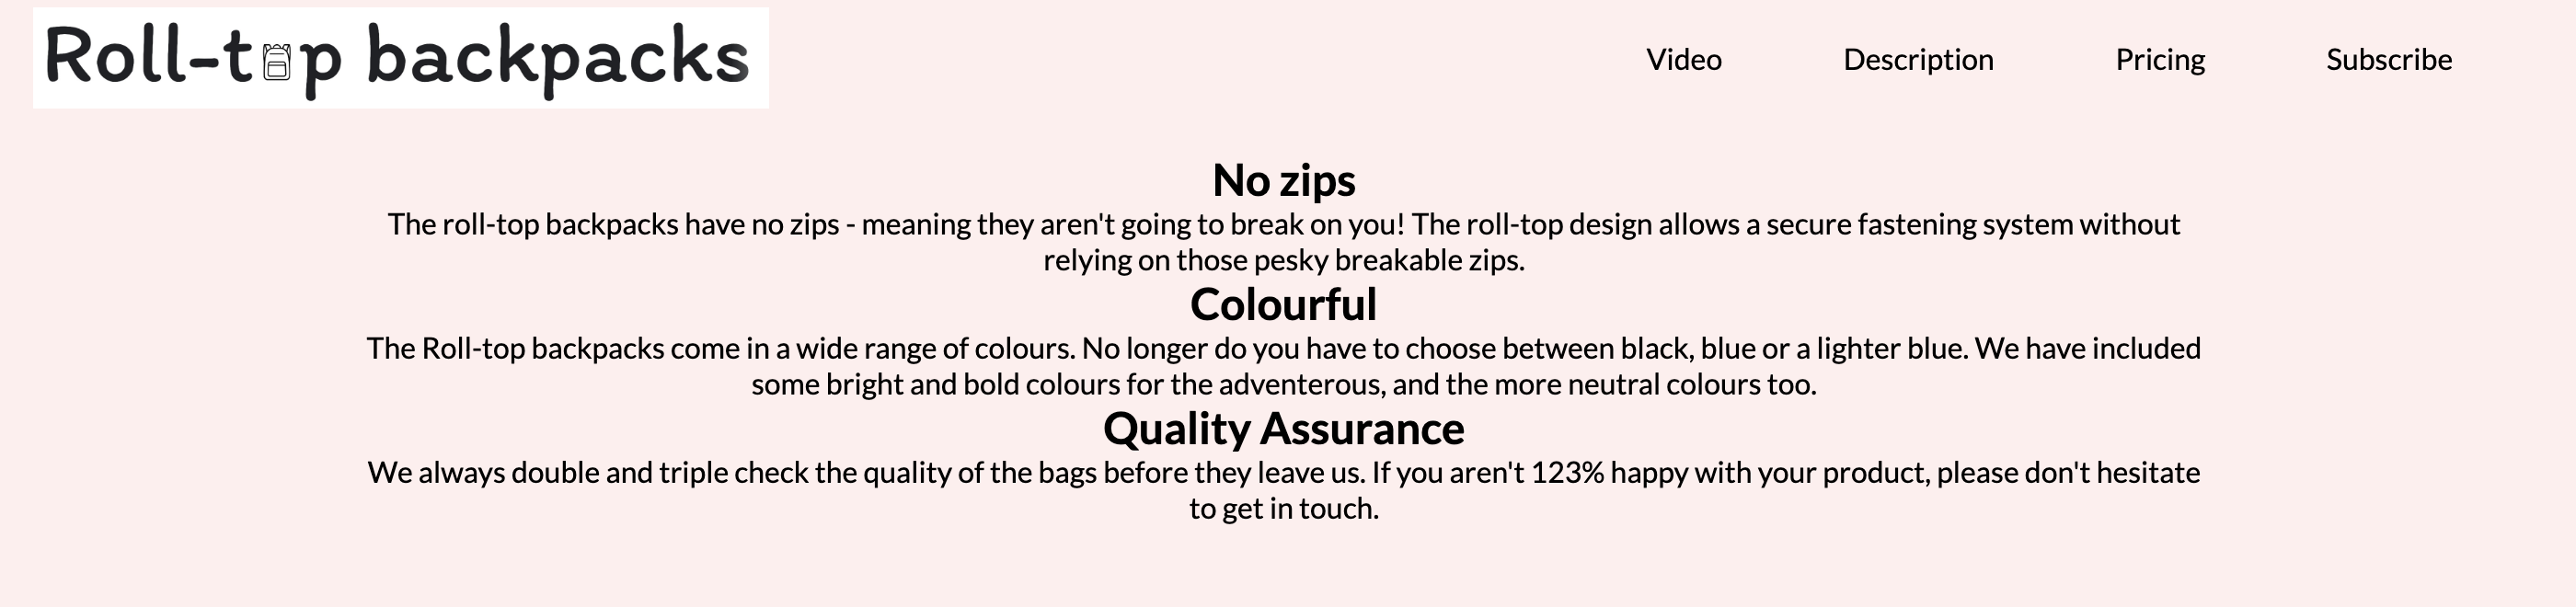 Roll-top backpacks
Video Description Pricing Subscribe
No zips
The roll-top backpacks have no zips - meaning they aren't going to break on you! The roll-top design allows a secure fastening system without
relying on those pesky breakable zips.
Colourful
The Roll-top backpacks come in a wide range of colours. No longer do you have to choose between black, blue or a lighter blue. We have included
some bright and bold colours for the adventerous, and the more neutral colours too.
Quality Assurance
We always double and triple check the quality of the bags before they leave us. If you aren't 123% happy with your product, please don't hesitate
to get in touch.